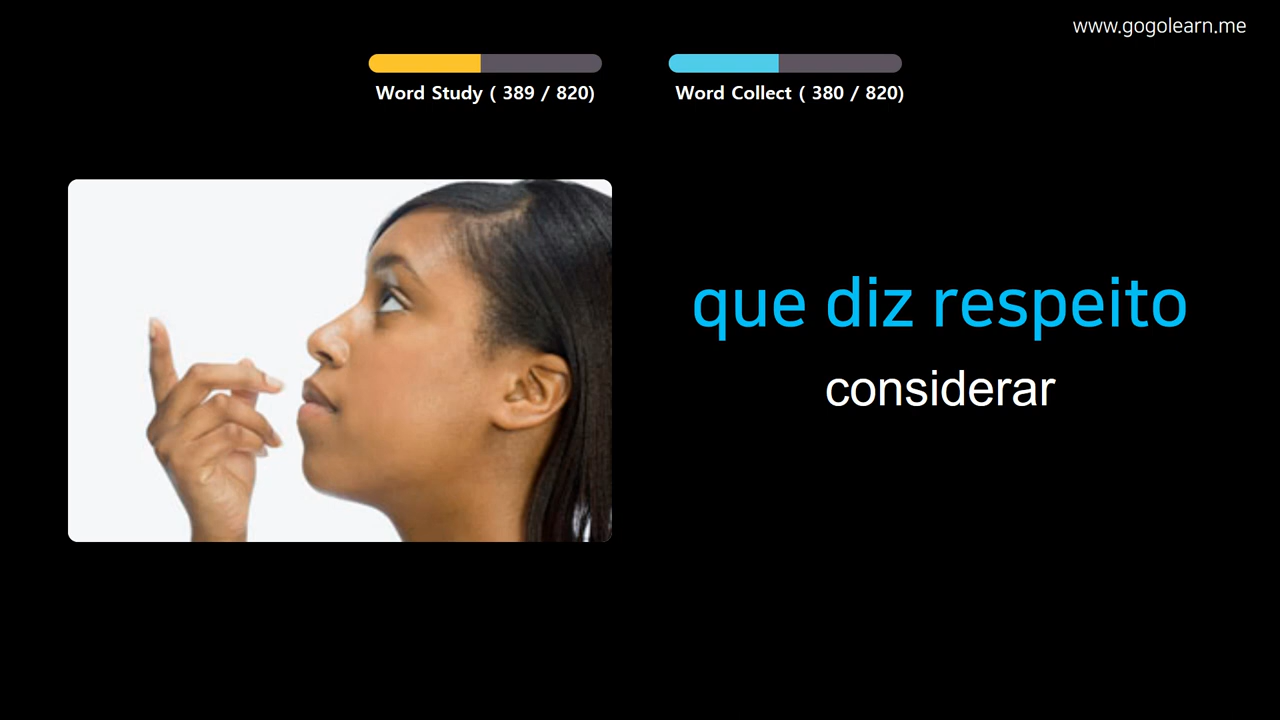 www.gogolearn.me
Word Study ( 389 / 820)
Word Collect ( 380 / 820)
que diz respeito
considerar